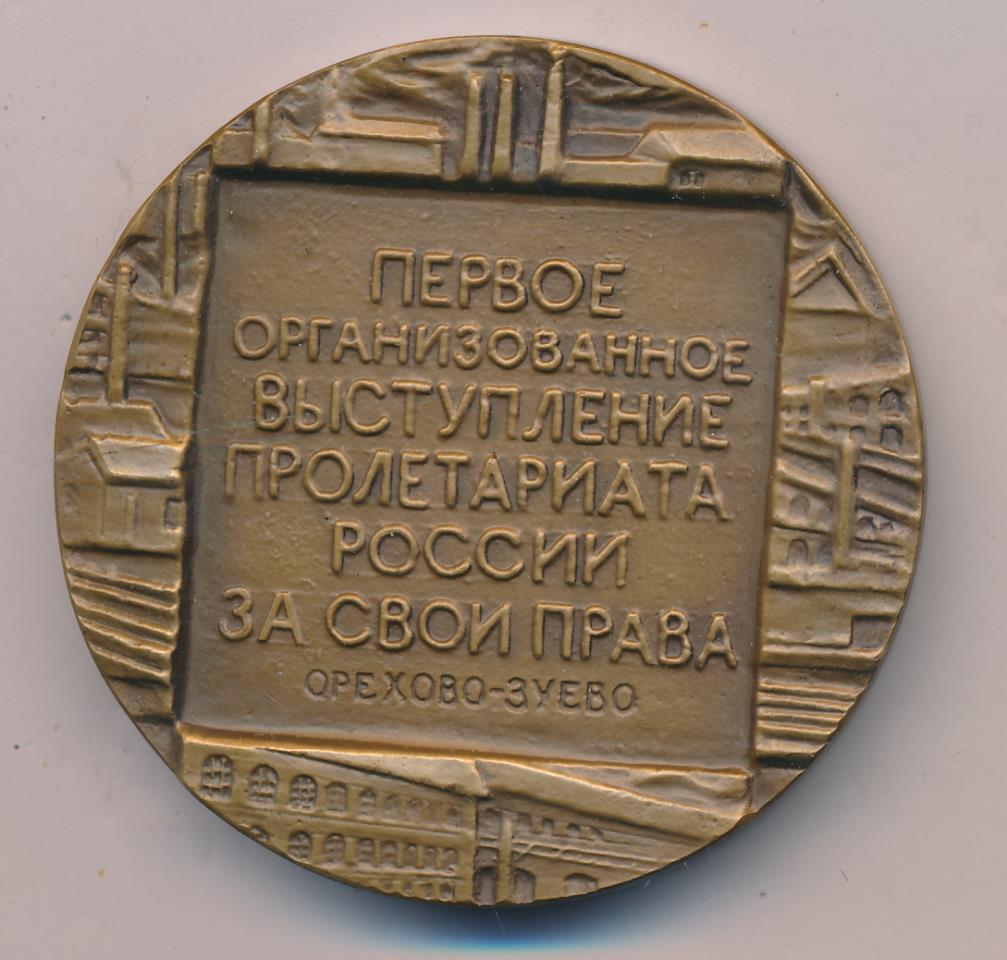 ПЕРВОЕ
ОРГАНИЗОВАННОЕ
ВЫСТУПЛЕНИЕ
ПРОЛЕТАРИАТА
РОССИИ
ЗА СВОИ ПРАВА
ОРЕХОВО-ЗУЕВО